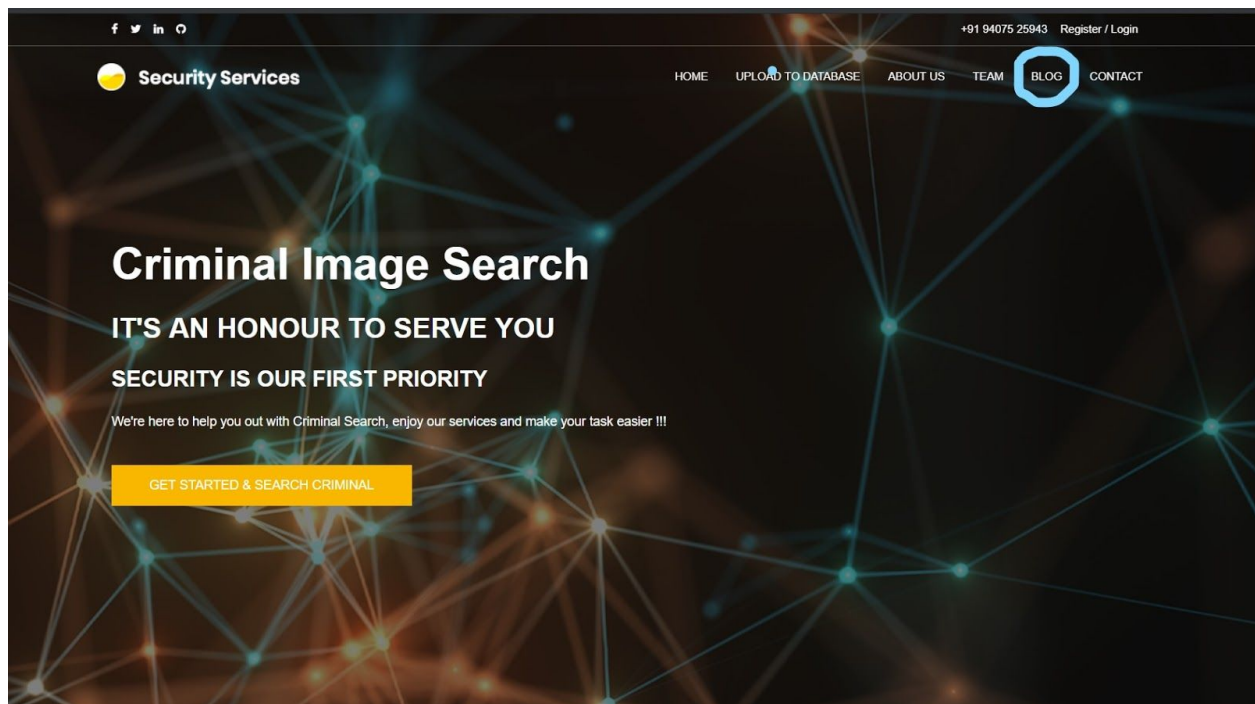 +91 94075 25943 Register / Login
Security Services HOME UPLOAD TO DATABASE ABOUT US TEAM BLOG CONTACT
Criminal Image Search
IT'S AN HONOUR TO SERVE YOU
SECURITY IS OUR FIRST PRIORITY
We're here to help you out with Criminal Search, enjoy our services and make your task easier !!!
GET STARTED & SEARCH CRIMINAL